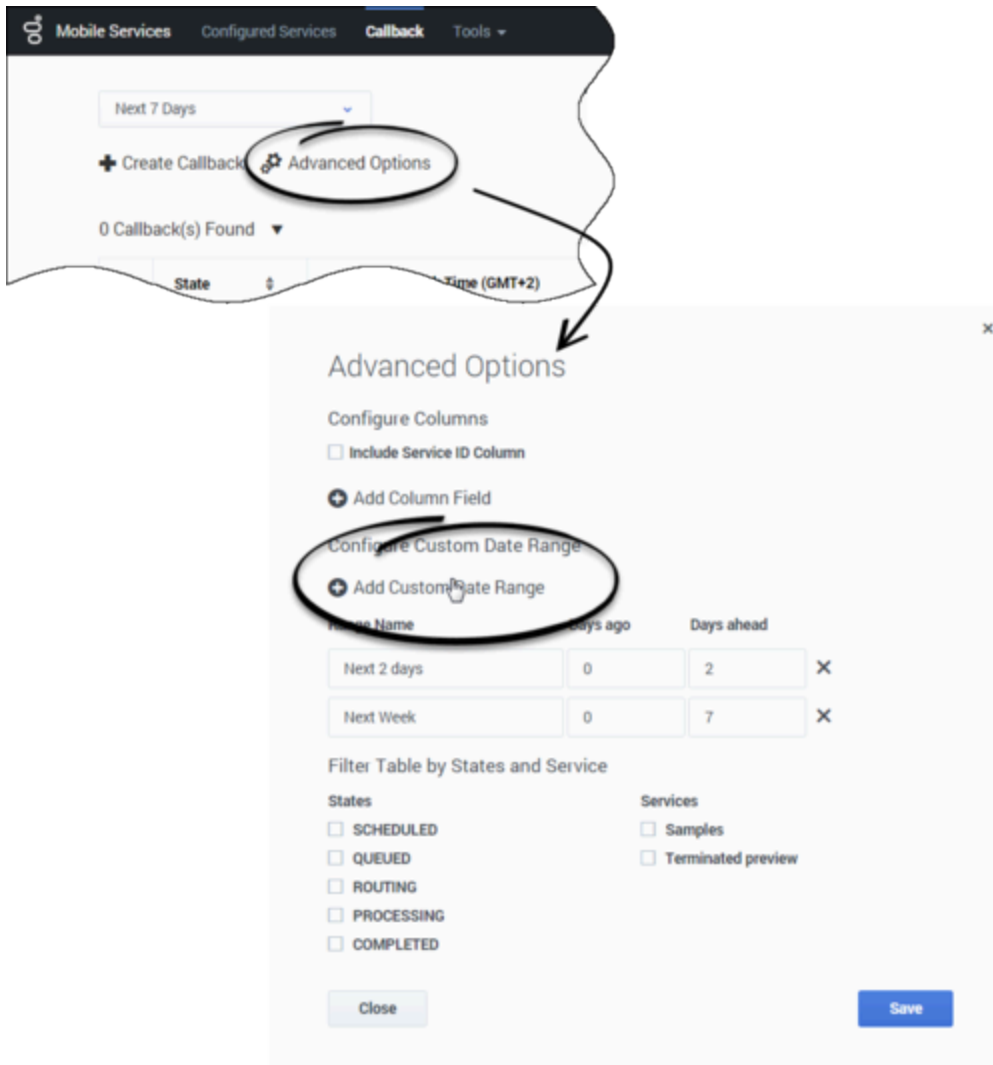 Mobile Services Configured Services Callback Tools
Next 7 Days
Create Callback Advanced Options
0 Callback(s) Found
State Time (GMT+2)
Advanced Options
Configure Columns
Include Service ID Column
Add Column Field
Configure Custom Date Range
Add Custom Date Range
Range Name Days ago Days ahead
Next 2 days 0 2
Next Week 0 7
Filter Table by States and Service
States Services
SCHEDULED Samples
QUEUED Terminated preview
ROUTING
PROCESSING
COMPLETED
Close Save